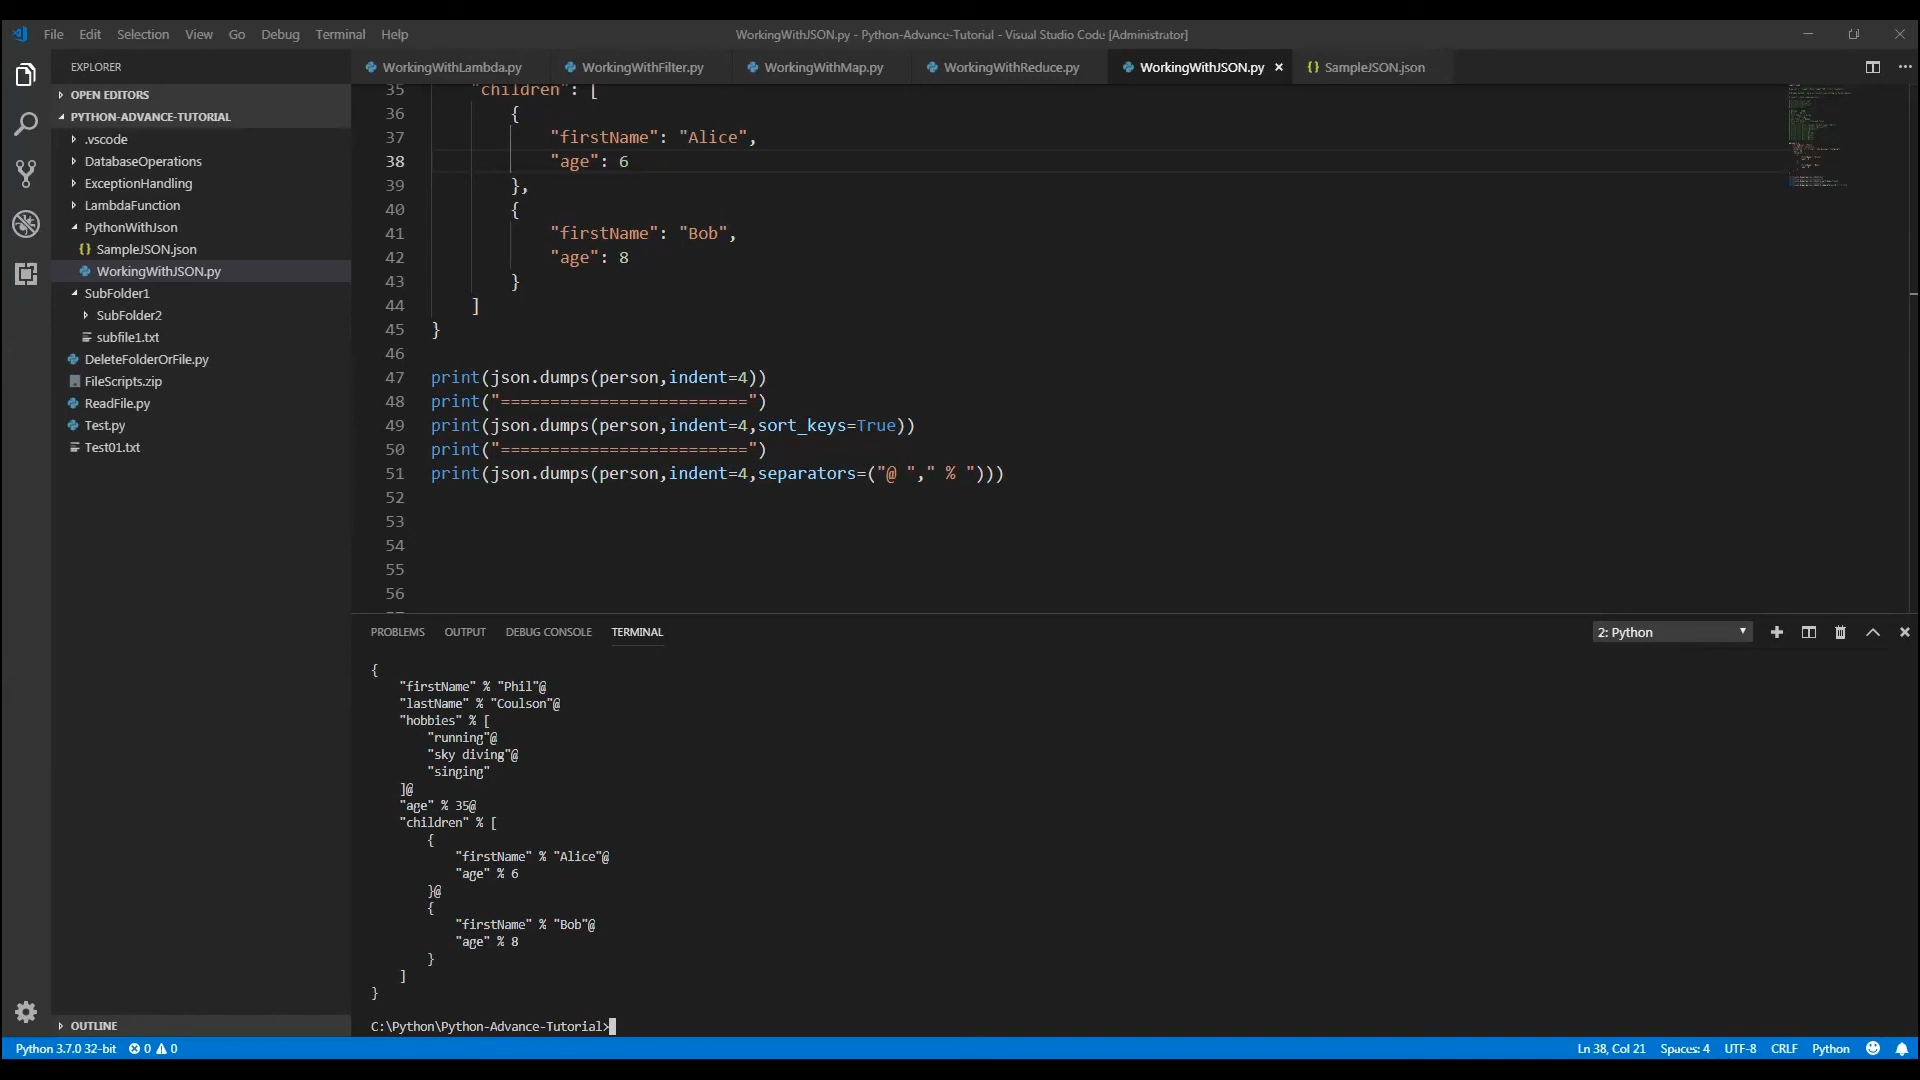 File Edit Selection View Go Debug Terminal Help
WorkingWithJSON.py - Python-Advance-Tutorial - Visual Studio Code [Administrator]
EXPLORER
OPEN EDITORS
PYTHON-ADVANCE-TUTORIAL
.vscode
DatabaseOperations
ExceptionHandling
LambdaFunction
PythonWithJson
{} SampleJSON.json
WorkingWithJSON.py
SubFolder1
SubFolder2
subfile1.txt
DeleteFolderOrFile.py
FileScripts.zip
ReadFile.py
Test.py
Test01.txt
OUTLINE
WorkingWithLambda.py WorkingWithFilter.py WorkingWithMap.py WorkingWithReduce.py WorkingWithJSON.py × {} SampleJSON.json
35 "children": [
36 {
37 "firstName": "Alice",
38 "age": 6
39 },
40 {
41 "firstName": "Bob",
42 "age": 8
43 }
44 ]
45 }
46
47 print(json.dumps(person,indent=4))
48 print("=========================")
49 print(json.dumps(person,indent=4,sort_keys=True))
50 print("=========================")
51 print(json.dumps(person,indent=4,separators=("@ "," % ")))
52
53
54
55
56
PROBLEMS OUTPUT DEBUG CONSOLE TERMINAL 2: Python
{
"firstName" % "Phil"@
"lastName" % "Coulson"@
"hobbies" % [
"running"@
"sky diving"@
"singing"
]@
"age" % 35@
"children" % [
{
"firstName" % "Alice"@
"age" % 6
}@
{
"firstName" % "Bob"@
"age" % 8
}
]
}
C:\Python\Python-Advance-Tutorial>
Python 3.7.0 32-bit 0 0 Ln 38, Col 21 Spaces: 4 UTF-8 CRLF Python